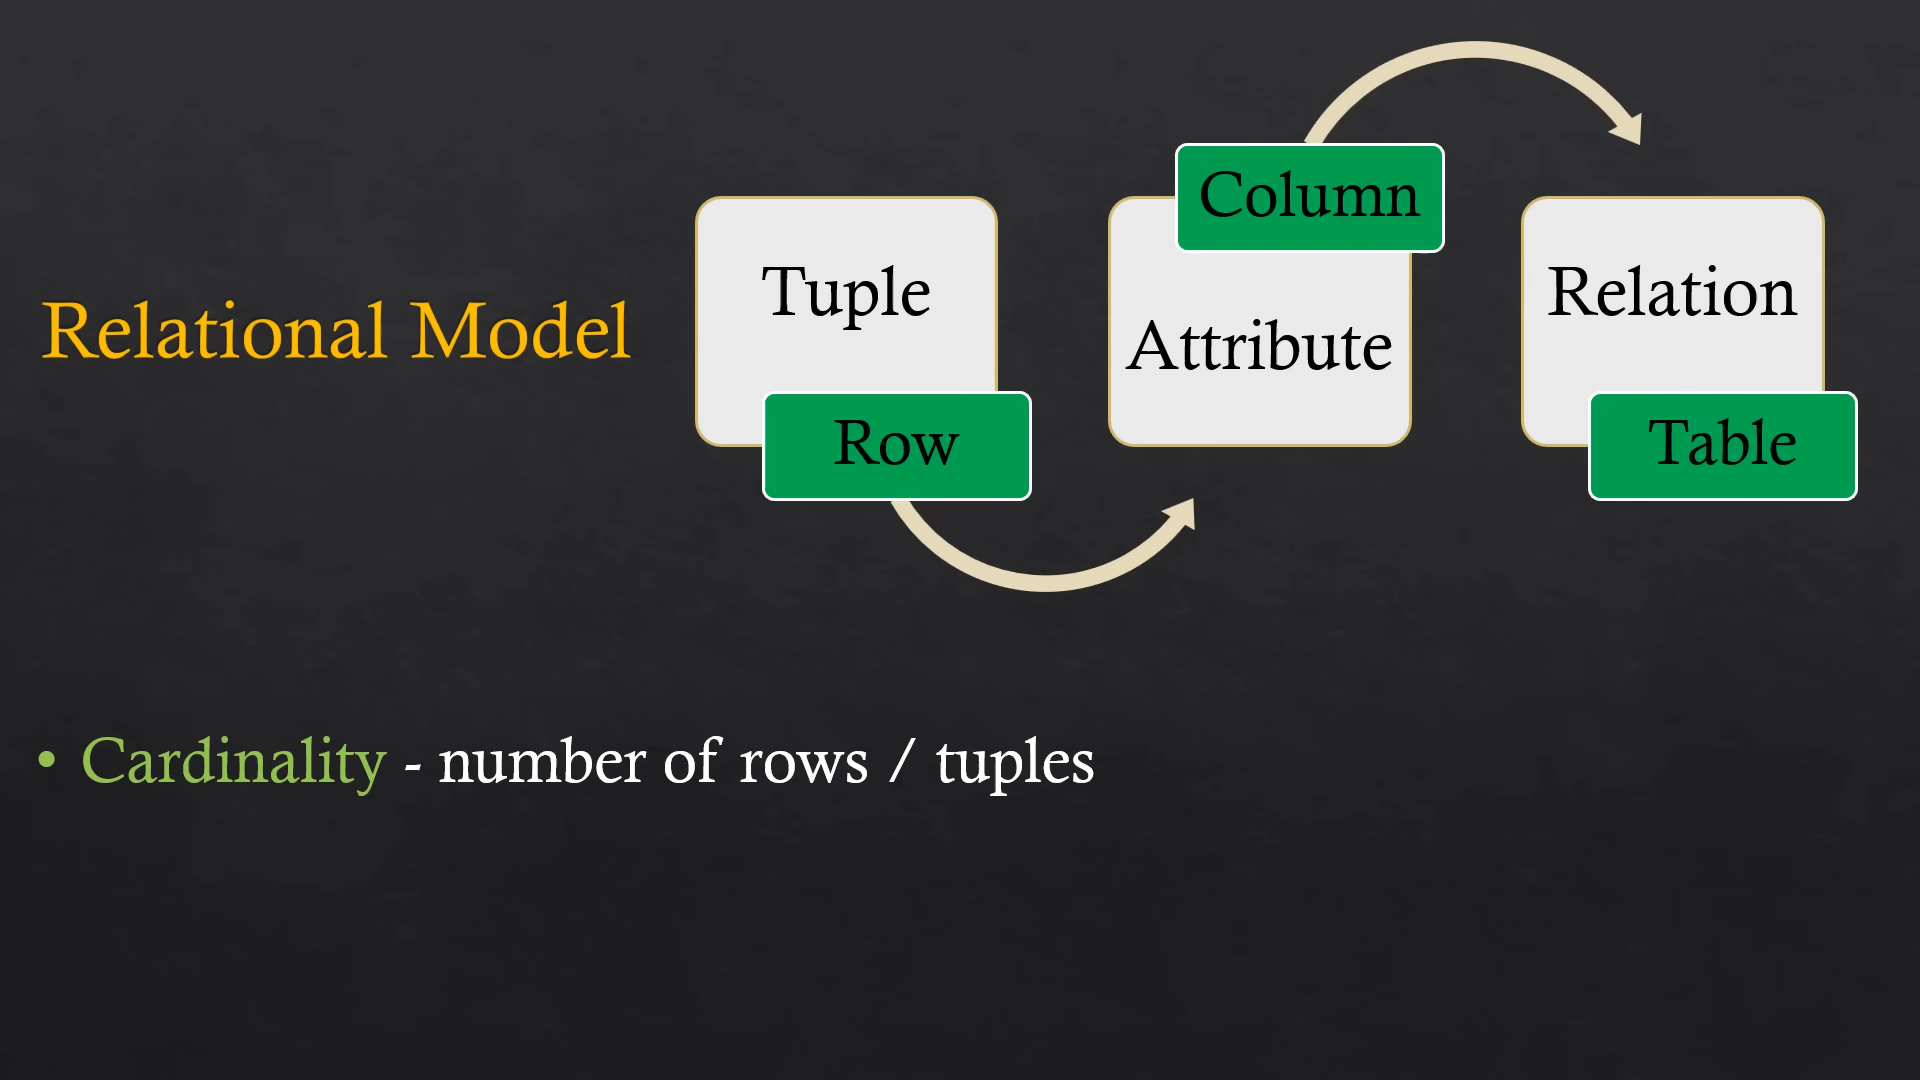 Relational Model
Tuple
Row
Column
Attribute
Relation
Table
• Cardinality - number of rows / tuples